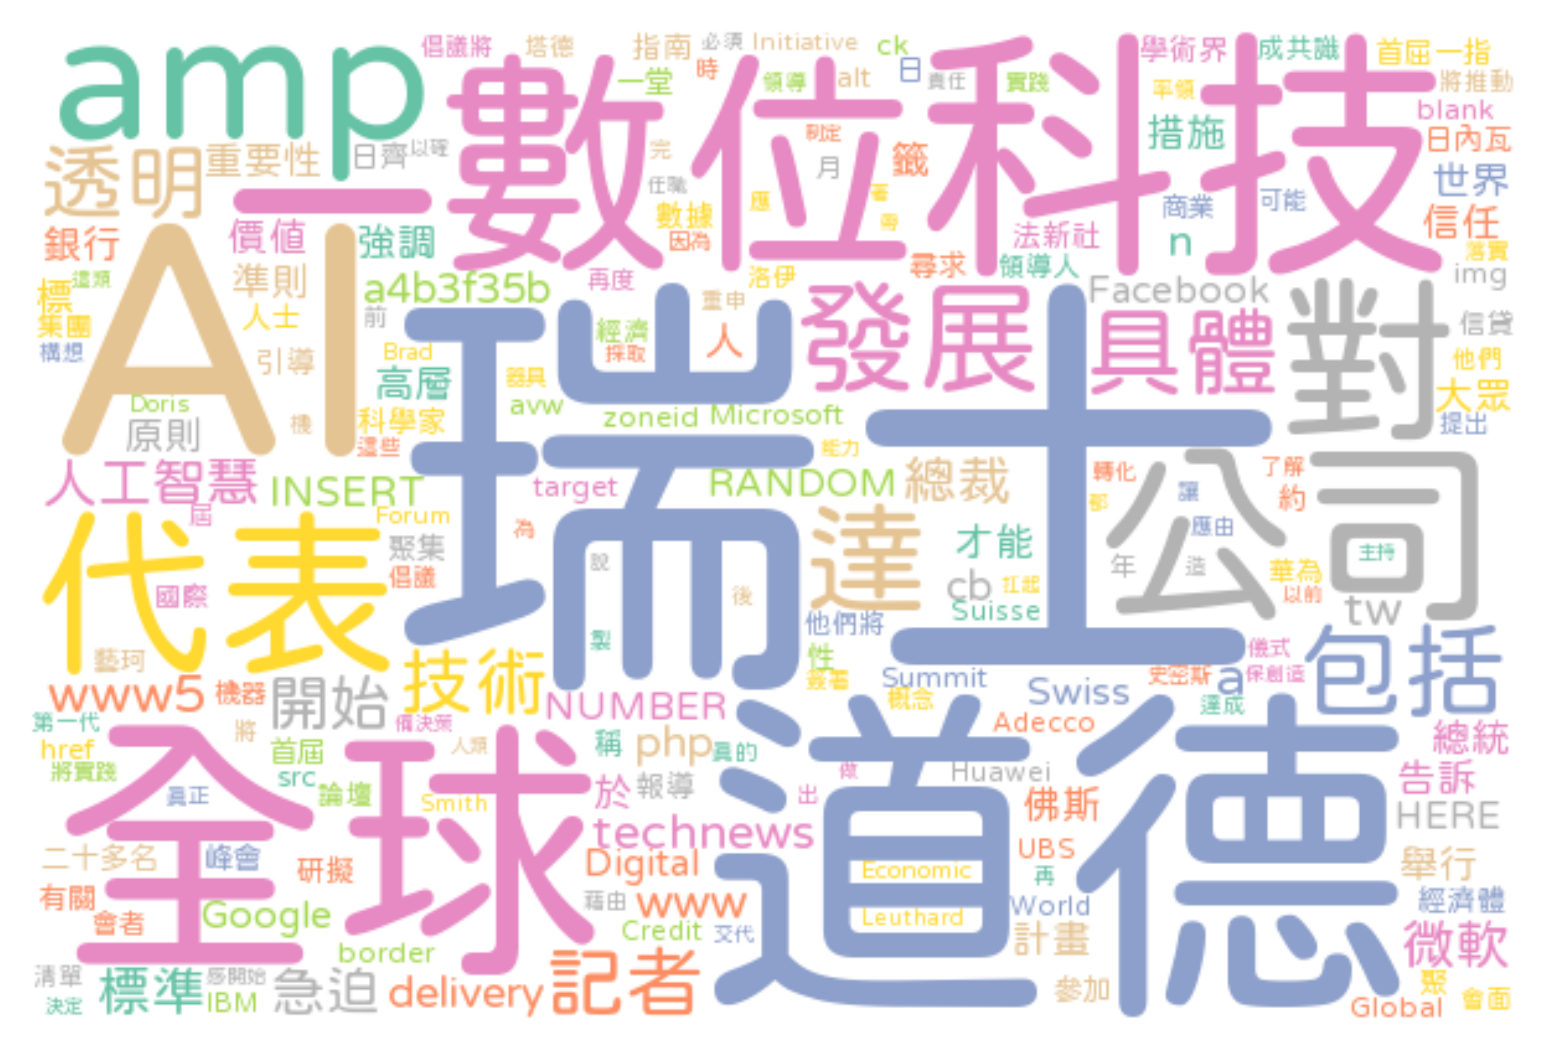 倡議將
塔德
指南
必須
Initiative
ck
日
責任
實踐
學術界
成共識
首屈一指
將推動
amp
一堂
時
領導
alt
率領
blank
數位科技
措施
日內瓦
透明
重要性
日齊
以確
完
制定
月
籤
任職
世界
一
應
著
需
商業
可能
信任
銀行
價值
強調
數據
因為
法新社
n
落實
AI
標
這類
準則
a4b3f35b
再度
洛伊
尋求
領導人
img
集團
人士
前
重申
Facebook
信貸
構想
引導
Brad
經濟
採取
人
發展
具體
對
他們
高層
器具
大眾
Doris
原則
機
科學家
avw
zoneid
Microsoft
提出
這些
能力
瑞士
人工智慧
INSERT
target
RANDOM
總裁
轉化
了解
屆
都
讓
約
公司
Forum
為
達
才能
應由
主持
代表
聚集
說
年
造
華為
倡議
國際
後
cb
扛起
以前
Suisse
tw
製
他們將
藝珂
技術
性
儀式
包括
www5
機器
開始
簽署
Summit
概念
Swiss
史密斯
a
保創造
NUMBER
達成
第一代
將
備決策
Adecco
總統
href
首屆
人類
稱
php
真的
將實踐
src
做
Huawei
告訴
真正
論壇
Smith
於
報導
出
佛斯
HERE
全球
technews
道德
二十多名
峰會
研擬
Digital
Economic
UBS
再
舉行
有關
會者
Google
藉由
www
Leuthard
World
經濟體
border
Credit
交代
計畫
微軟
清單
標準
感開始
急迫
delivery
記者
參加
聚
決定
IBM
Global
會面